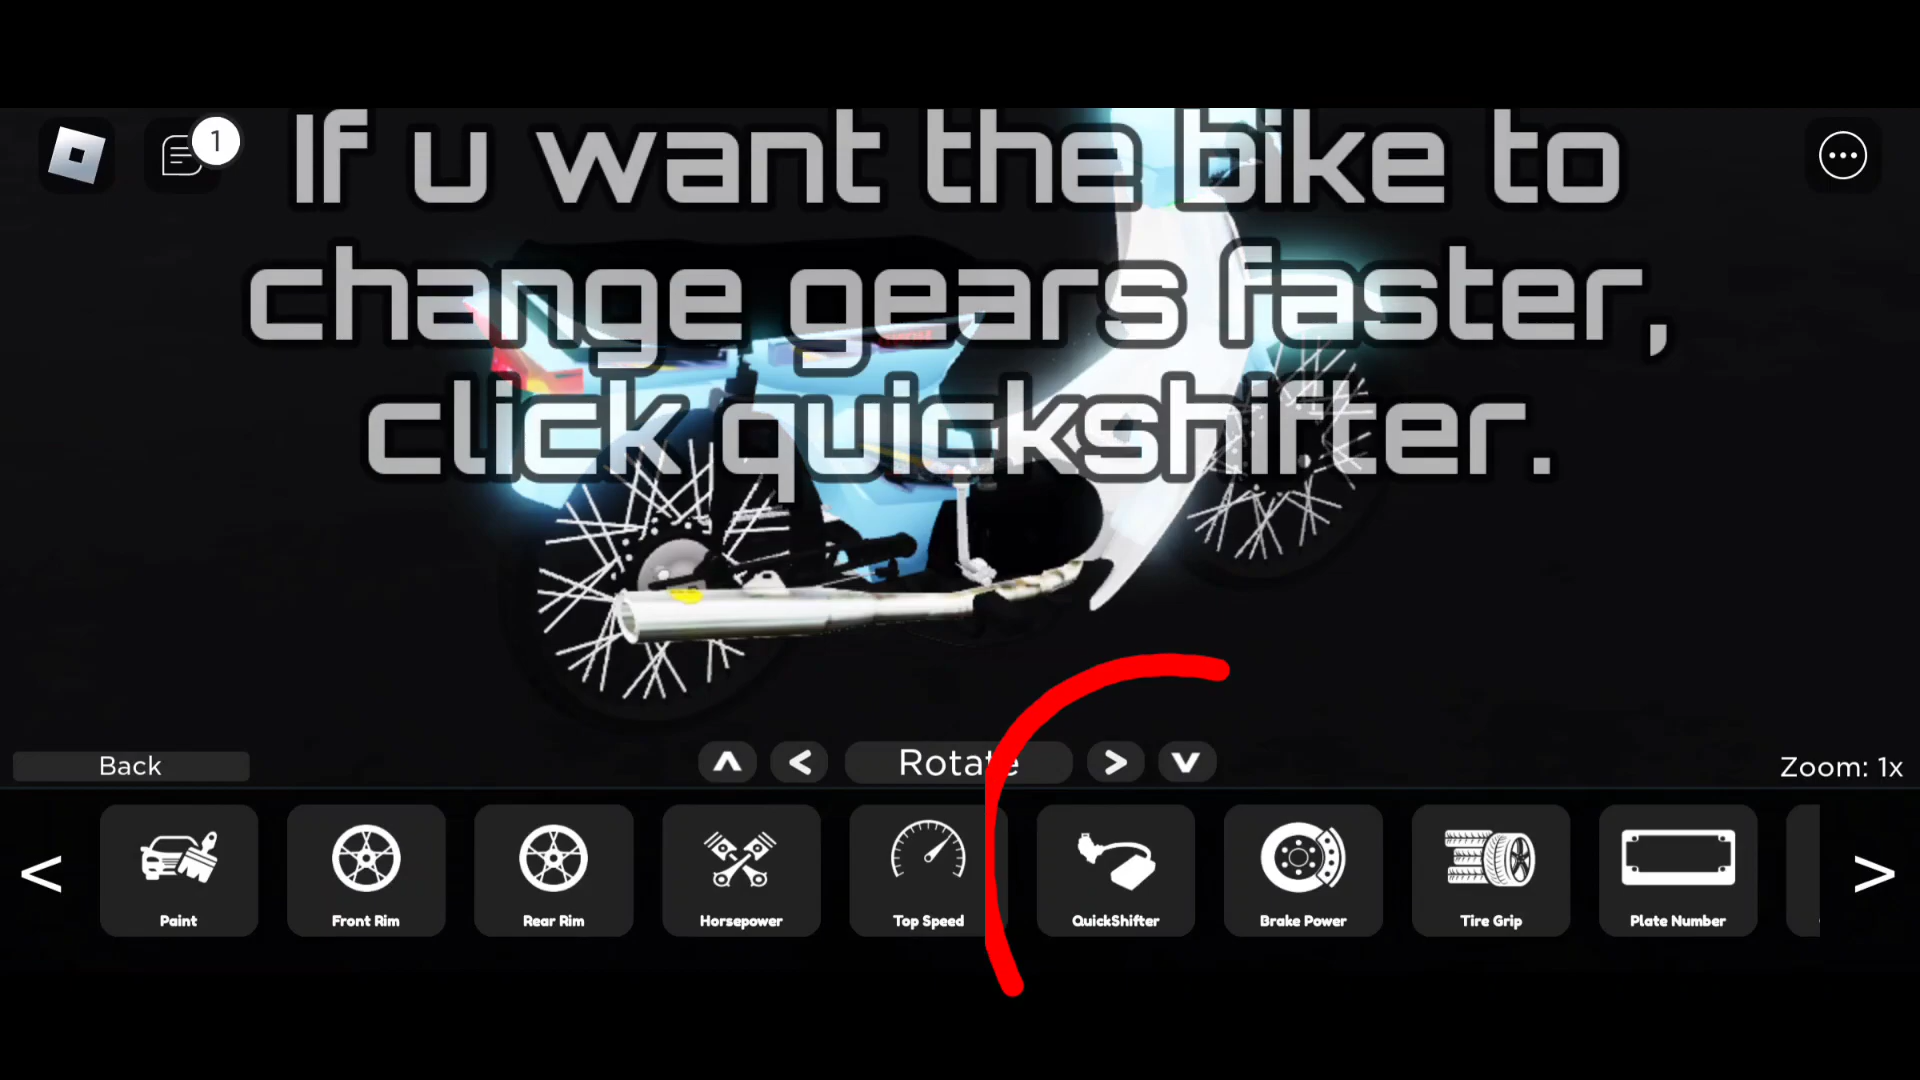 1
If u want the bike to
change gears faster,
click quickshifter.
Back
Rotate
Zoom: 1x
Paint
Front Rim
Rear Rim
Horsepower
Top Speed
QuickShifter
Brake Power
Tire Grip
Plate Number